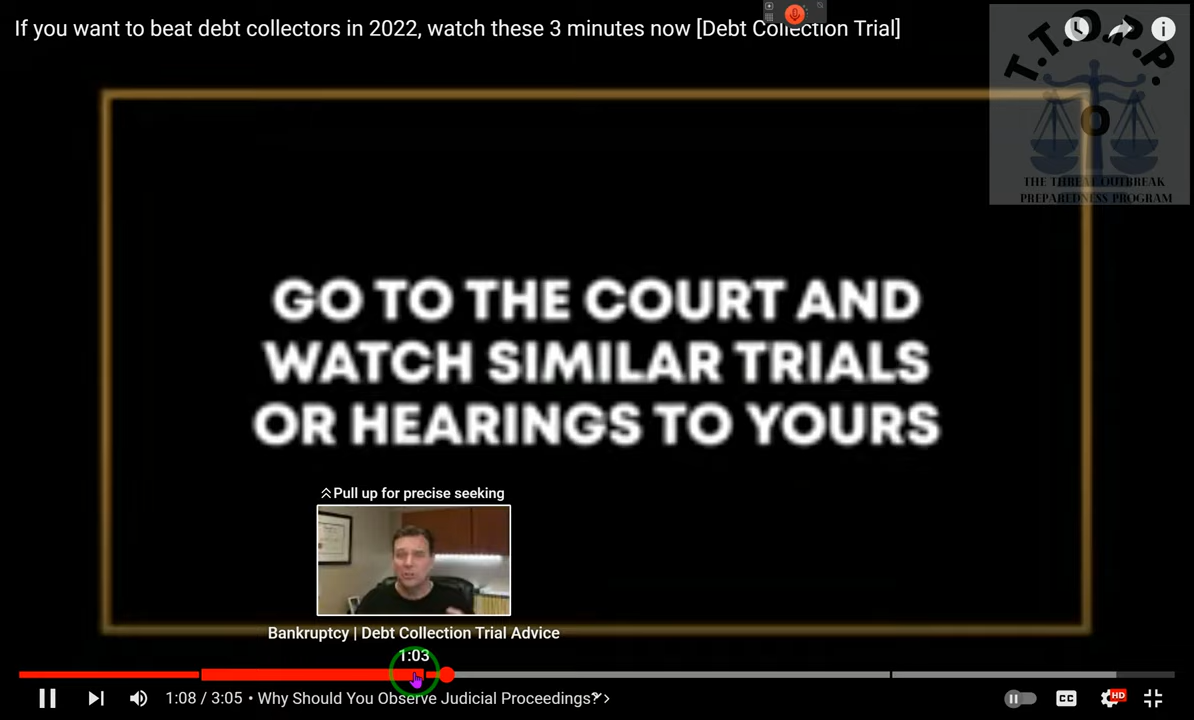 If you want to beat debt collectors in 2022, watch these 3 minutes now [Debt Collection Trial]
T.T.O.P.P.
O
THE THREAT OUTBREAK
PREPAREDNESS PROGRAM
GO TO THE COURT AND
WATCH SIMILAR TRIALS
OR HEARINGS TO YOURS
Pull up for precise seeking
Bankruptcy | Debt Collection Trial Advice
1:03
1:08 / 3:05 • Why Should You Observe Judicial Proceedings?
CC
HD